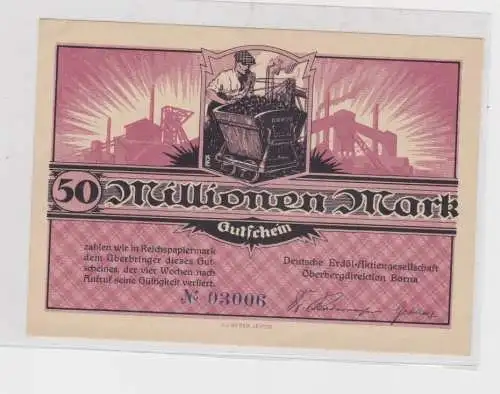 50 Millionen Mark
Gutschein
zahlen wir in Reichspapiermark
dem Überbringer dieses Gut-
scheines, der vier Wochen nach
Aufruf seine Gültigkeit verliert.
Deutsche Erdöl-Aktiengesellschaft
Oberbergdirektion Borna
№ 03006